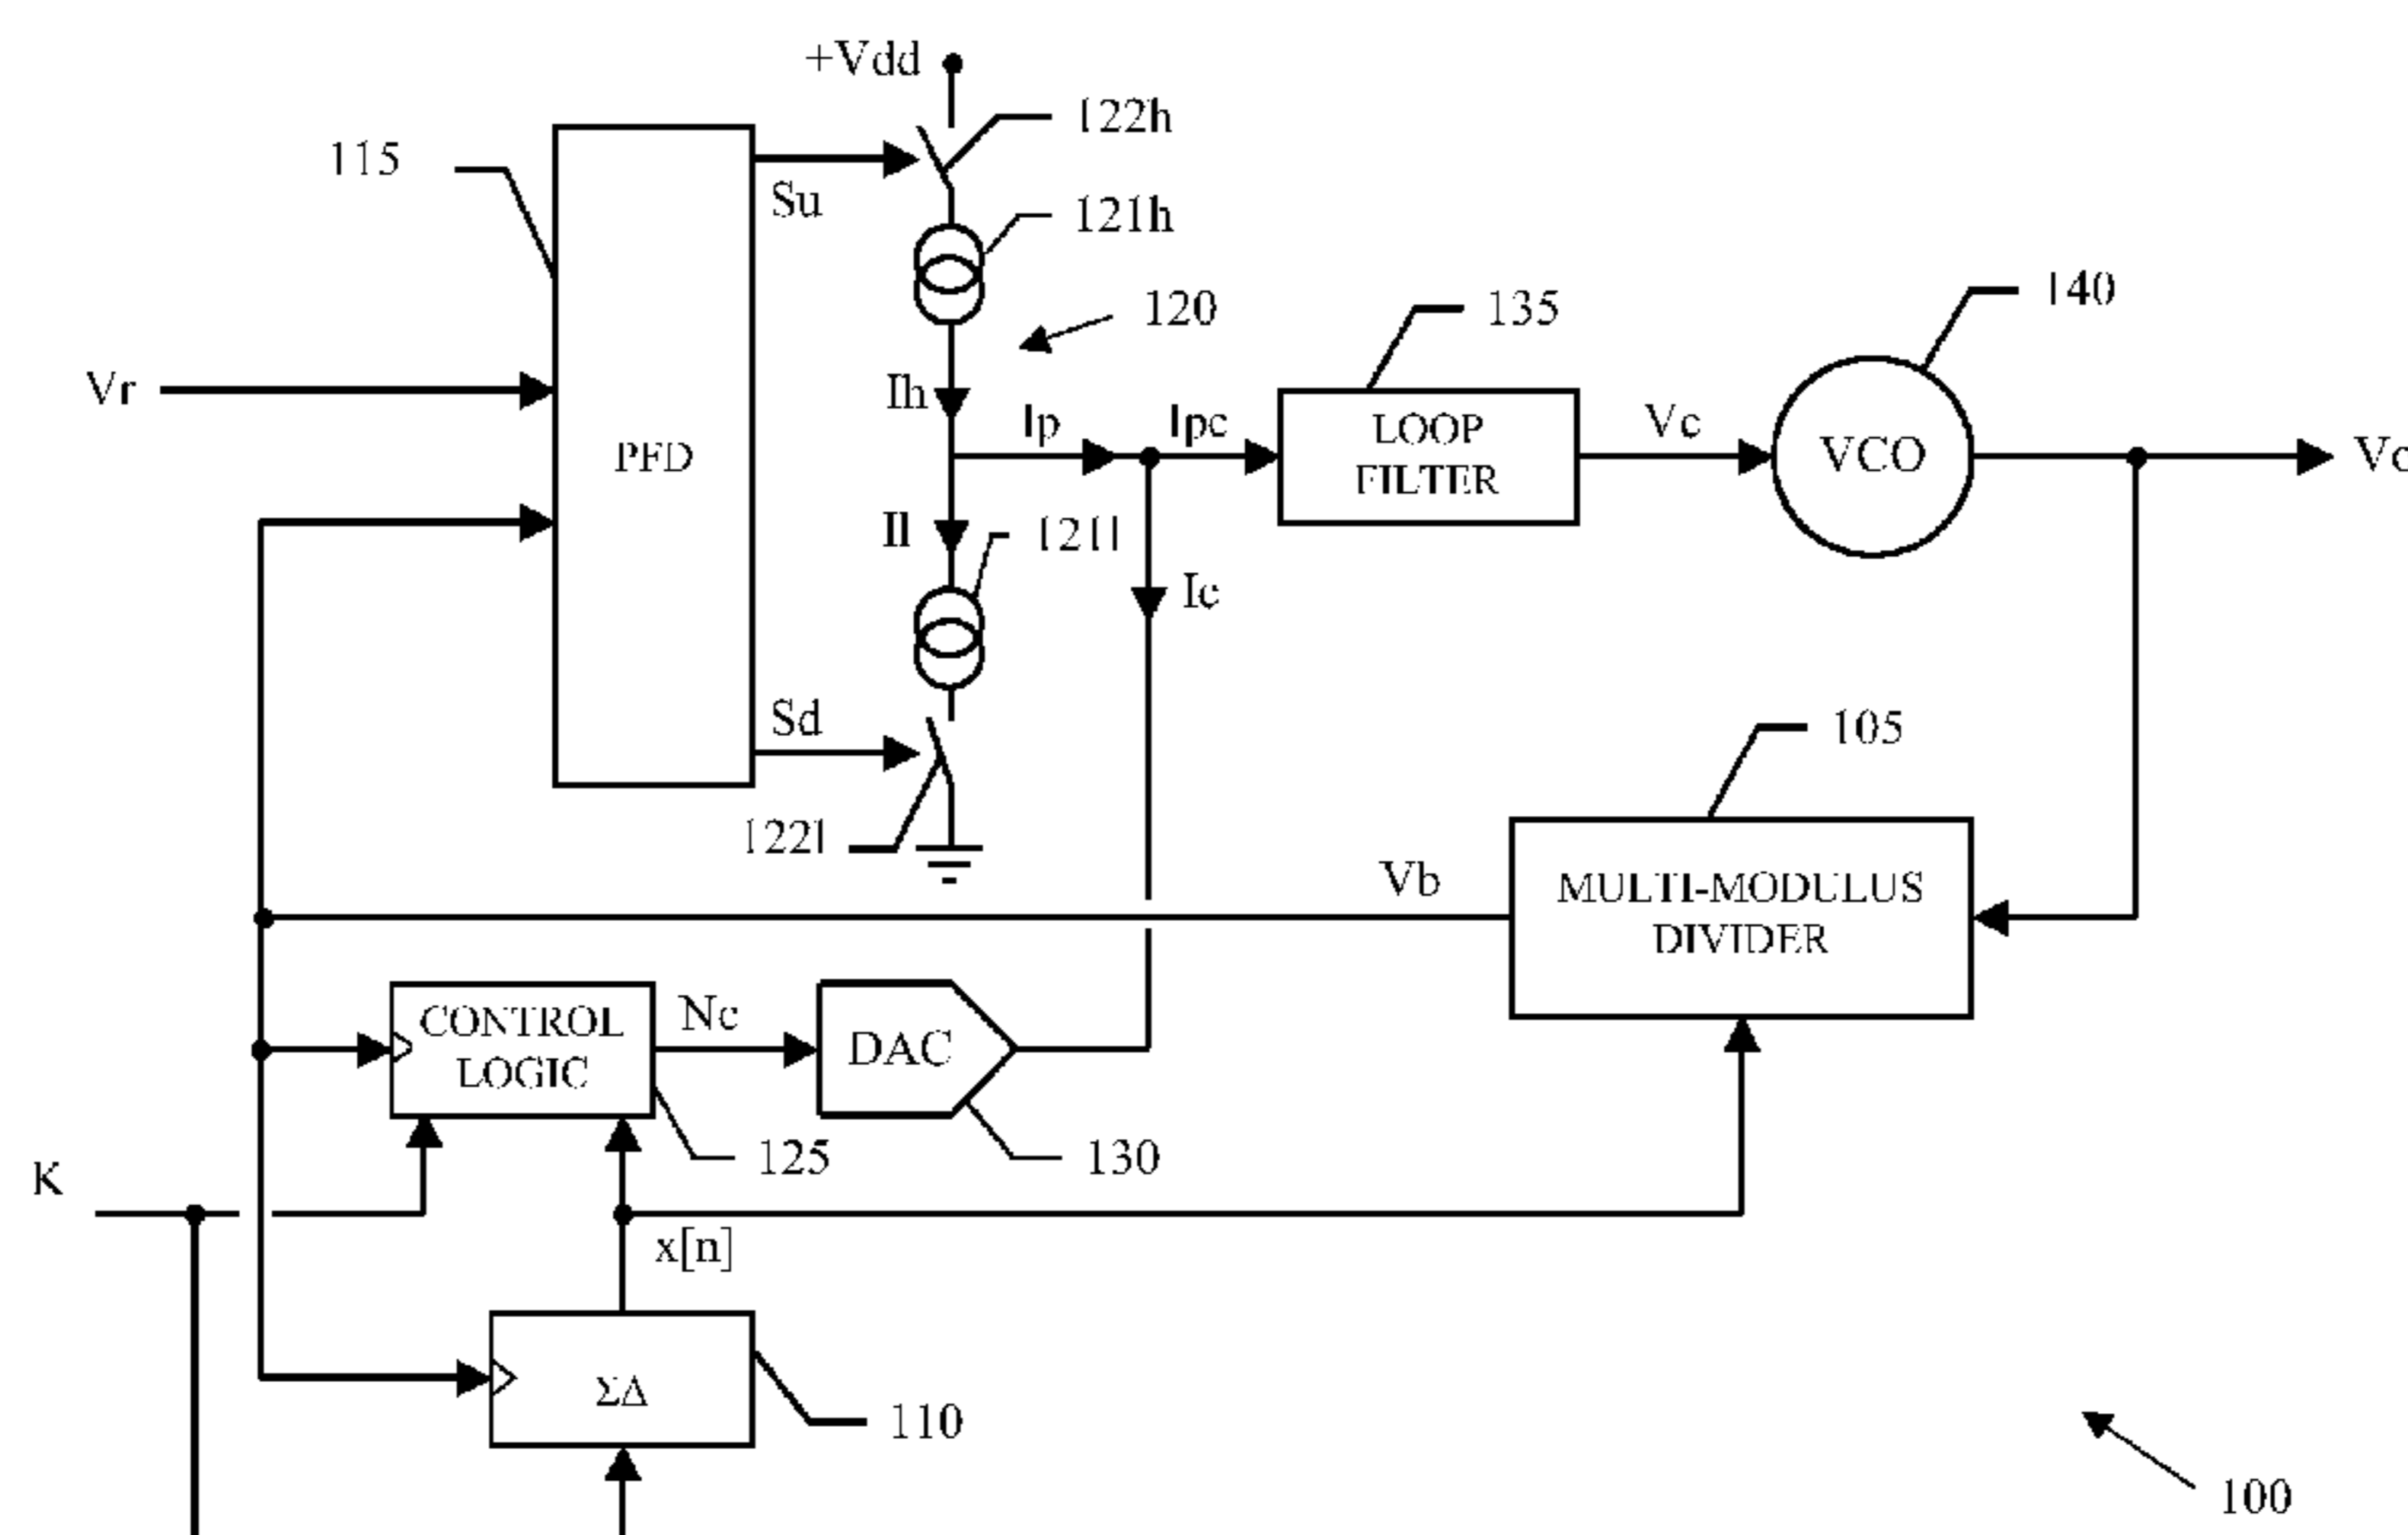 +Vdd
122h
115
Su
121h
120
135
140
Vr
Ih
Ip
Ipc
LOOP
FILTER
Vc
VCO
PFD
Il
121l
Ic
Sd
105
122l
Vb
MULTI-MODULUS
DIVIDER
CONTROL
LOGIC
Nc
DAC
125
130
K
x[n]
ΣΔ
110
100